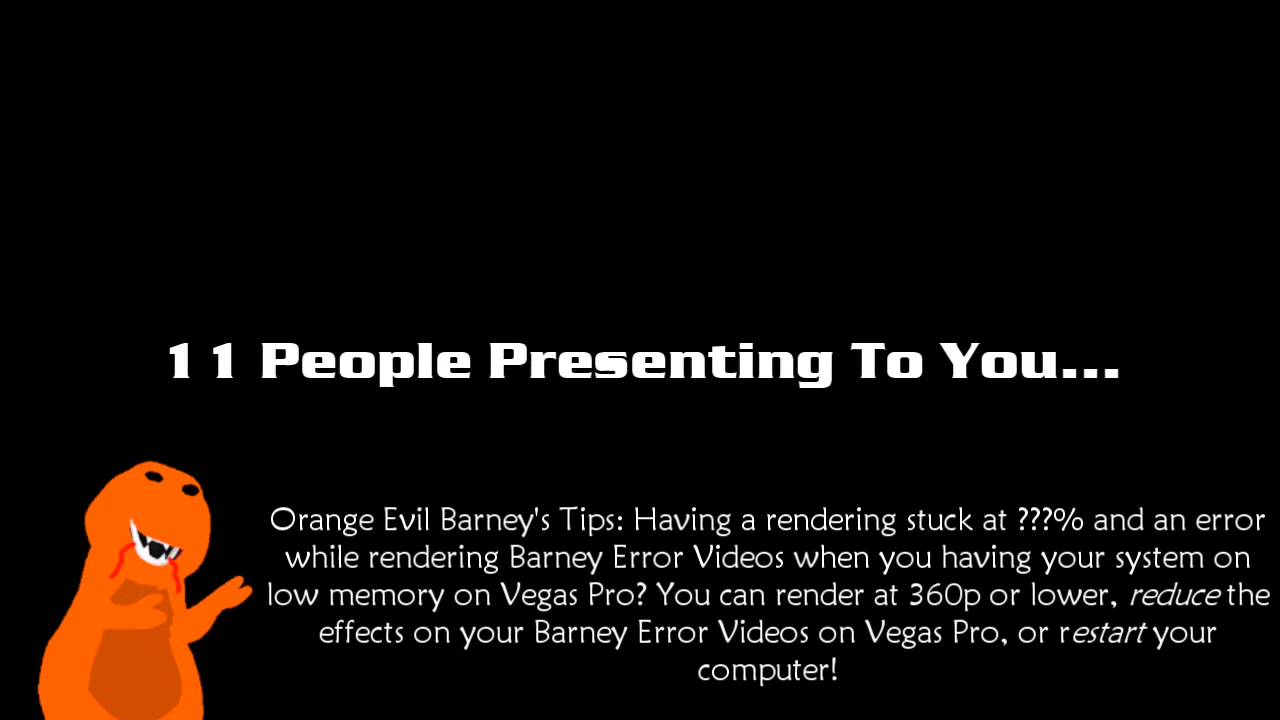 11 People Presenting To You...
Orange Evil Barney's Tips: Having a rendering stuck at ???% and an error
while rendering Barney Error Videos when you having your system on
low memory on Vegas Pro? You can render at 360p or lower, reduce the
effects on your Barney Error Videos on Vegas Pro, or restart your
computer!